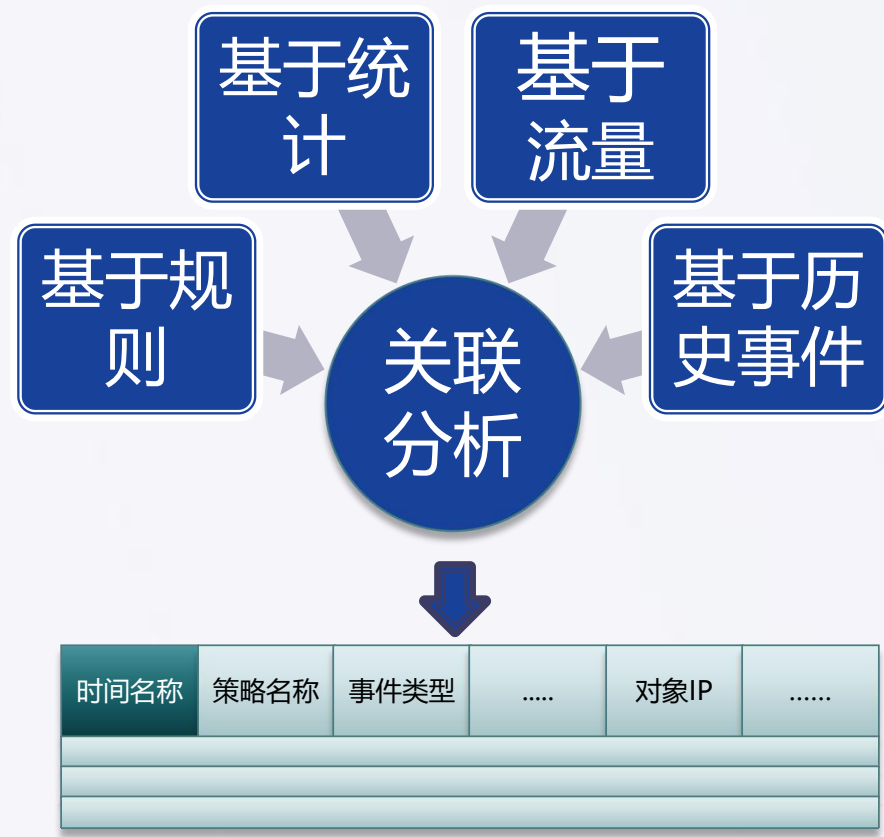 基于统
计
基于
流量
基于规
则
基于历
史事件
关联
分析
时间名称 策略名称 事件类型 ..... 对象IP ......